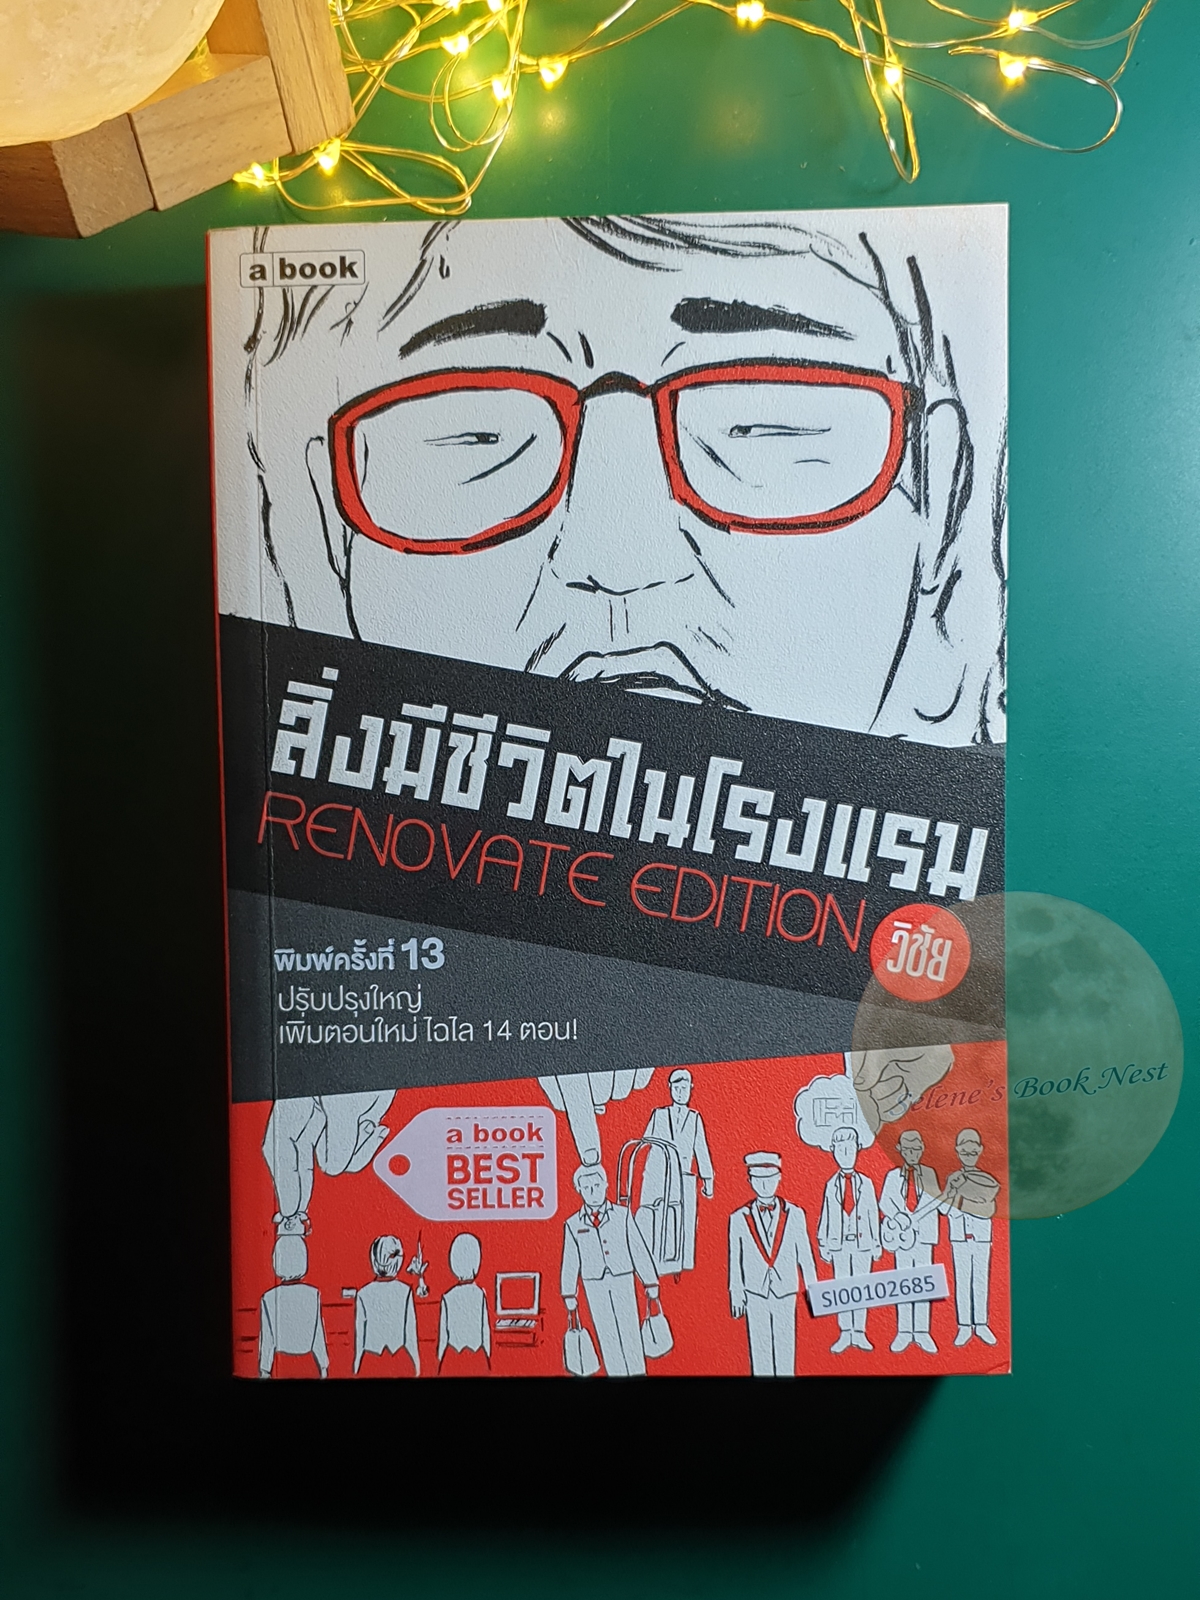 a book
สิ่งมีชีวิตในโรงแรม
RENOVATE EDITION
วิชัย
พิมพ์ครั้งที่ 13
ปรับปรุงใหญ่
เพิ่มตอนใหม่ ไฉไล 14 ตอน!
Selene's Book Nest
a book
BEST
SELLER
SI00102685